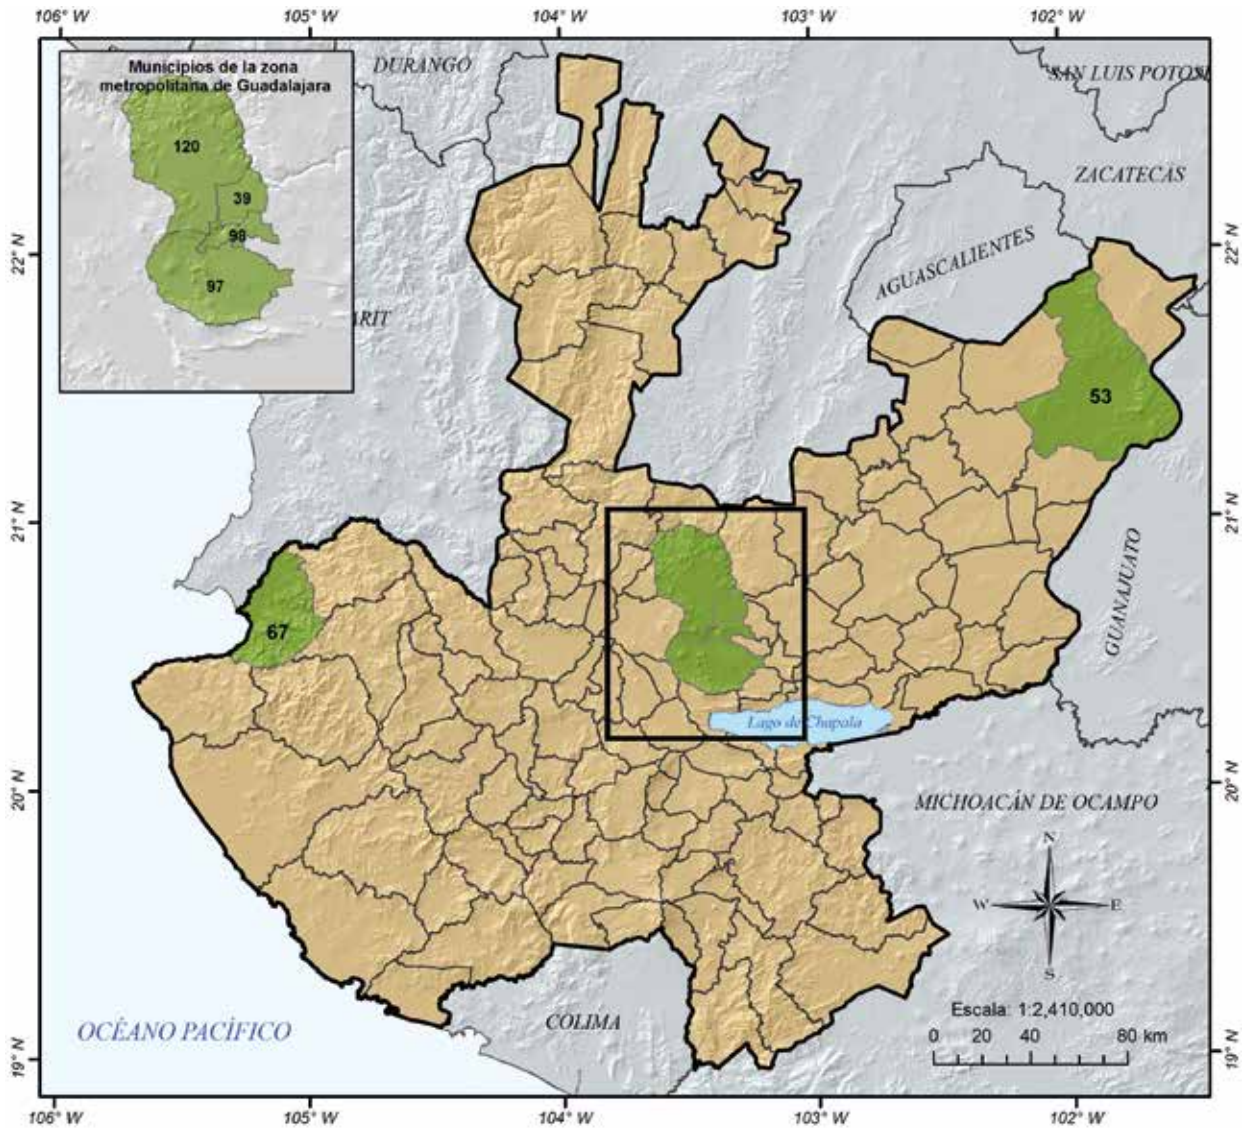 106° W
105° W
104° W
103° W
102° W
Municipios de la zona
metropolitana de Guadalajara
120
39
98
97
DURANGO
SAN LUIS POTOSÍ
ZACATECAS
AGUASCALIENTES
ARIT
22° N
22° N
53
21° N
21° N
GUANAJUATO
67
Lago de Chapala
20° N
20° N
MICHOACÁN DE OCAMPO
N
W
E
S
Escala: 1:2,410,000
0 20 40 80 km
COLIMA
OCÉANO PACÍFICO
19° N
19° N
106° W
105° W
104° W
103° W
102° W